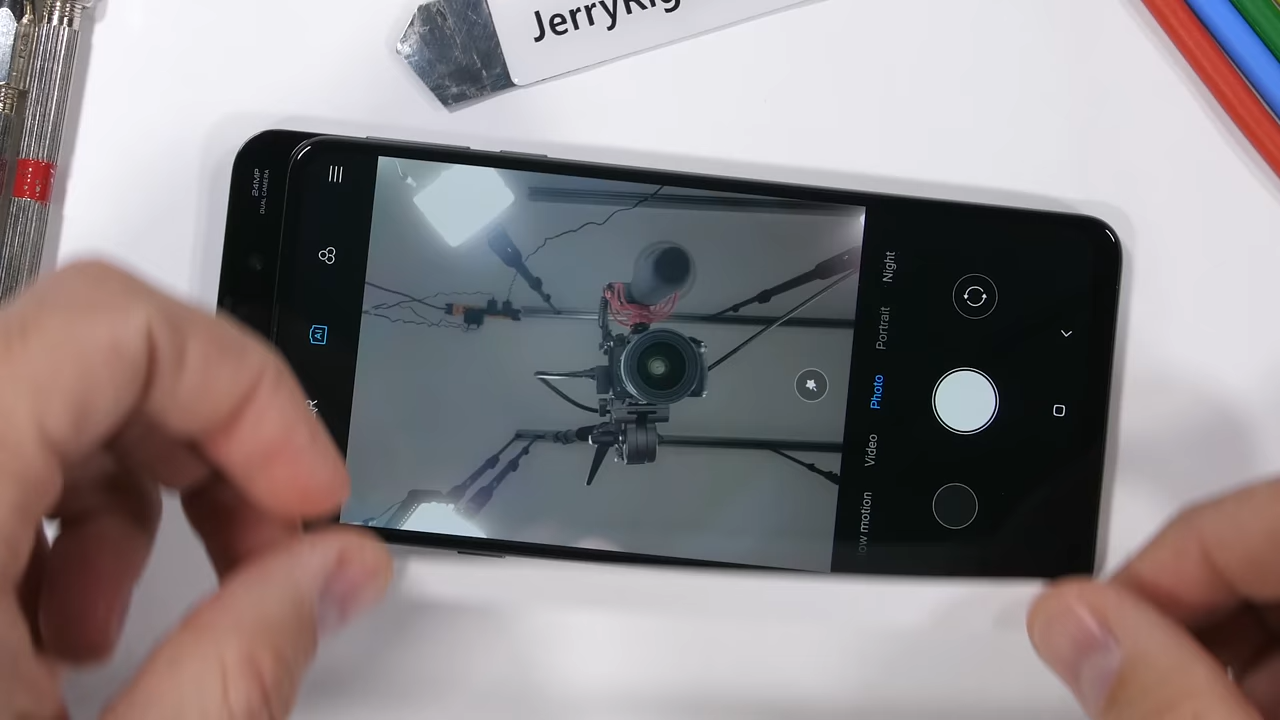 JerryRig
24MP
DUAL CAMERA
AI
Night
Portrait
Photo
Video
ow motion